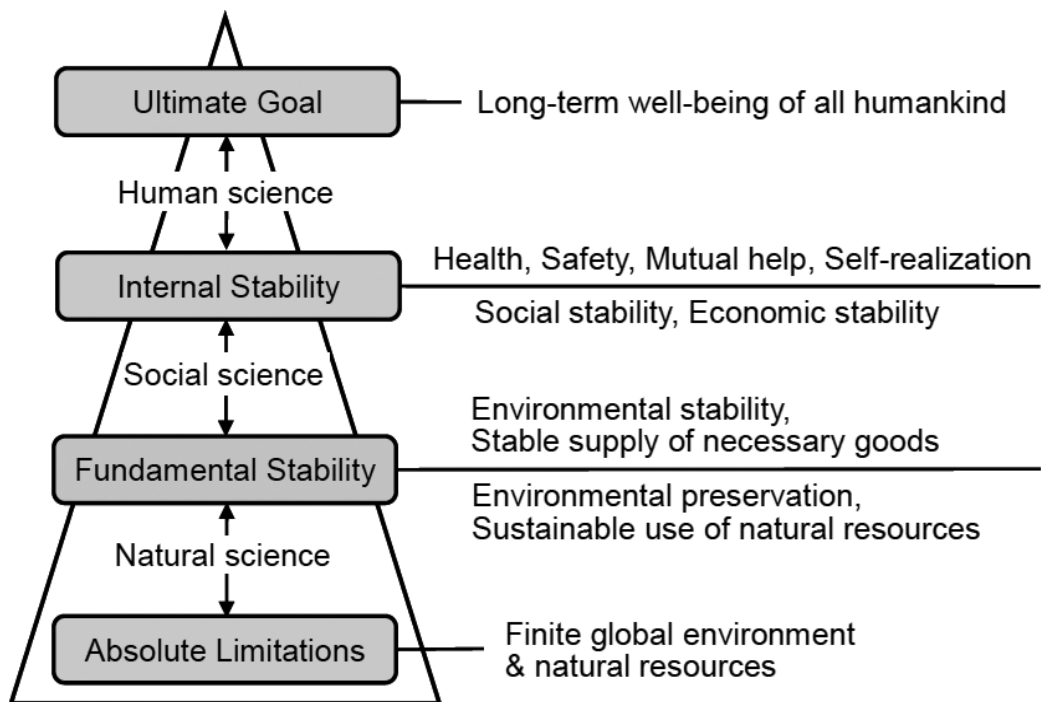 Ultimate Goal
Long-term well-being of all humankind
Human science
Health, Safety, Mutual help, Self-realization
Internal Stability
Social stability, Economic stability
Social science
Environmental stability,
Stable supply of necessary goods
Fundamental Stability
Environmental preservation,
Sustainable use of natural resources
Natural science
Absolute Limitations
Finite global environment
& natural resources